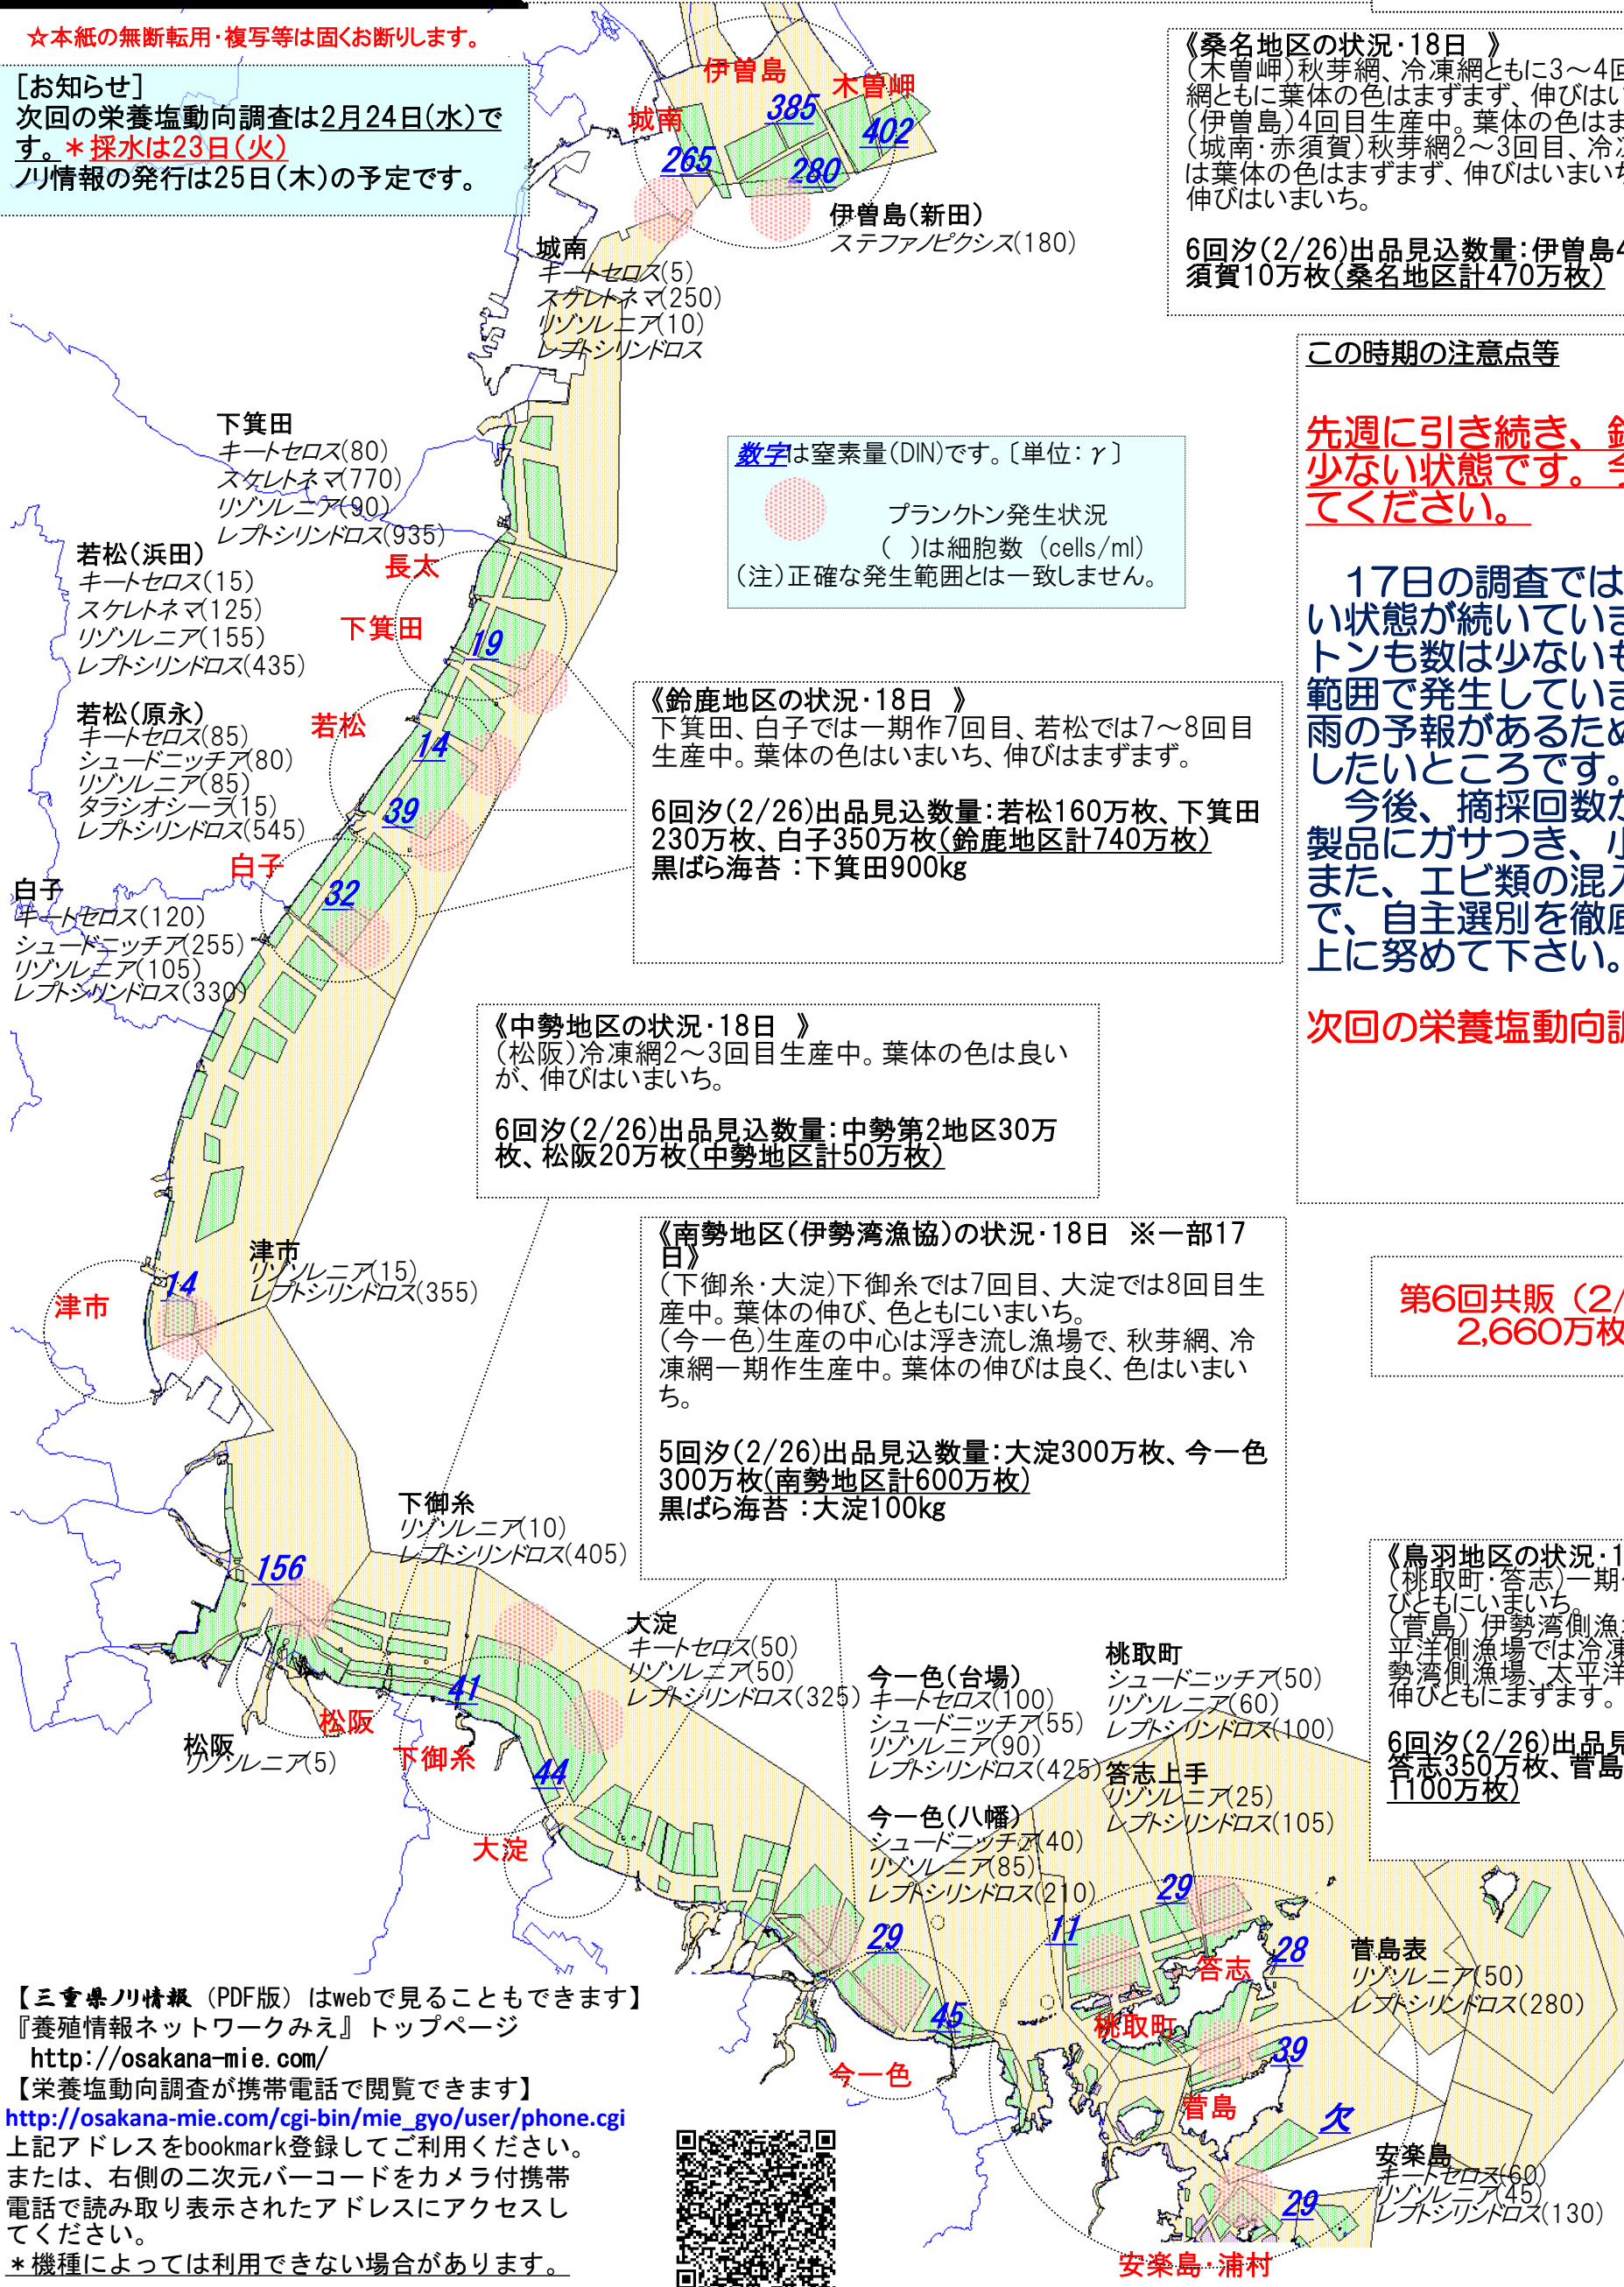 ☆本紙の無断転用・複写等は固くお断りします。
［お知らせ］
次回の栄養塩動向調査は2月24日(水)で
す。＊採水は23日(火)
ノリ情報の発行は25日(木)の予定です。
伊曽島
木曽岬
城南
385
402
265
280
伊曽島(新田)
ステファノピクシス(180)
城南
キートセロス(5)
スケレトネマ(250)
リゾソレニア(10)
レプトシリンドロス
《桑名地区の状況・18日 》
(木曽岬)秋芽網、冷凍網ともに3～4回
網ともに葉体の色はまずまず、伸びはい
(伊曽島)4回目生産中。葉体の色はま
(城南・赤須賀)秋芽網2～3回目、冷
は葉体の色はまずまず、伸びはいまいち
伸びはいまいち。
6回汐(2/26)出品見込数量：伊曽島4
須賀10万枚(桑名地区計470万枚)
この時期の注意点等
先週に引き続き、
少ない状態です。
てください。
17日の調査では
い状態が続いていま
トンも数は少ないも
範囲で発生していま
雨の予報があるため
したいところです。
今後、摘採回数が
製品にガサつき、小
また、エビ類の混入
で、自主選別を徹底
上に努めて下さい。
次回の栄養塩動向調
数字は窒素量(DIN)です。〔単位：γ〕
プランクトン発生状況
(　)は細胞数 (cells/ml)
(注)正確な発生範囲とは一致しません。
下箕田
キートセロス(80)
スケレトネマ(770)
リゾソレニア(90)
レプトシリンドロス(935)
若松(浜田)
キートセロス(15)
スケレトネマ(125)
リゾソレニア(155)
レプトシリンドロス(435)
長太
下箕田
19
若松(原永)
キートセロス(85)
シュードニッチア(80)
リゾソレニア(85)
タラシオシーラ(15)
レプトシリンドロス(545)
若松
14
39
白子
32
白子
キートセロス(120)
シュードニッチア(255)
リゾソレニア(105)
レプトシリンドロス(330)
《鈴鹿地区の状況・18日 》
下箕田、白子では一期作7回目、若松では7～8回目
生産中。葉体の色はいまいち、伸びはまずまず。
6回汐(2/26)出品見込数量：若松160万枚、下箕田
230万枚、白子350万枚(鈴鹿地区計740万枚)
黒ばら海苔：下箕田900kg
《中勢地区の状況・18日 》
(松阪)冷凍網2～3回目生産中。葉体の色は良い
が、伸びはいまいち。
6回汐(2/26)出品見込数量：中勢第2地区30万
枚、松阪20万枚(中勢地区計50万枚)
《南勢地区(伊勢湾漁協)の状況・18日 ※一部17
日》
(下御糸・大淀)下御糸では7回目、大淀では8回目生
産中。葉体の伸び、色ともにいまいち。
(今一色)生産の中心は浮き流し漁場で、秋芽網、冷
凍網一期作生産中。葉体の伸びは良く、色はいまい
ち。
5回汐(2/26)出品見込数量：大淀300万枚、今一色
300万枚(南勢地区計600万枚)
黒ばら海苔：大淀100kg
第6回共販（2/
2,660万枚
津市
リゾソレニア(15)
レプトシリンドロス(355)
14
津市
下御糸
リゾソレニア(10)
レプトシリンドロス(405)
156
大淀
キートセロス(50)
リゾソレニア(50)
レプトシリンドロス(325)
41
松阪
松阪
リゾソレニア(5)
下御糸
44
大淀
今一色(台場)
キートセロス(100)
シュードニッチア(55)
リゾソレニア(90)
レプトシリンドロス(425)
今一色(八幡)
シュードニッチア(40)
リゾソレニア(85)
レプトシリンドロス(210)
桃取町
シュードニッチア(50)
リゾソレニア(60)
レプトシリンドロス(100)
答志上手
リゾソレニア(25)
レプトシリンドロス(105)
《鳥羽地区の状況・1
(桃取町・答志)一期
びともにいまいち。
(菅島) 伊勢湾側漁
平洋側漁場では冷凍
勢湾側漁場、太平洋
伸びともにまずまず。
6回汐(2/26)出品見
答志350万枚、菅島
1100万枚)
29
45
今一色
11
29
28
答志
桃取町
39
菅島
欠
29
安楽島・浦村
菅島表
リゾソレニア(50)
レプトシリンドロス(280)
安楽島
キートセロス(60)
リゾソレニア(45)
レプトシリンドロス(130)
【三重県ノリ情報（PDF版）はwebで見ることもできます】
『養殖情報ネットワークみえ』トップページ
http://osakana-mie.com/
【栄養塩動向調査が携帯電話で閲覧できます】
http://osakana-mie.com/cgi-bin/mie_gyo/user/phone.cgi
上記アドレスをbookmark登録してご利用ください。
または、右側の二次元バーコードをカメラ付携帯
電話で読み取り表示されたアドレスにアクセスし
てください。
＊機種によっては利用できない場合があります。